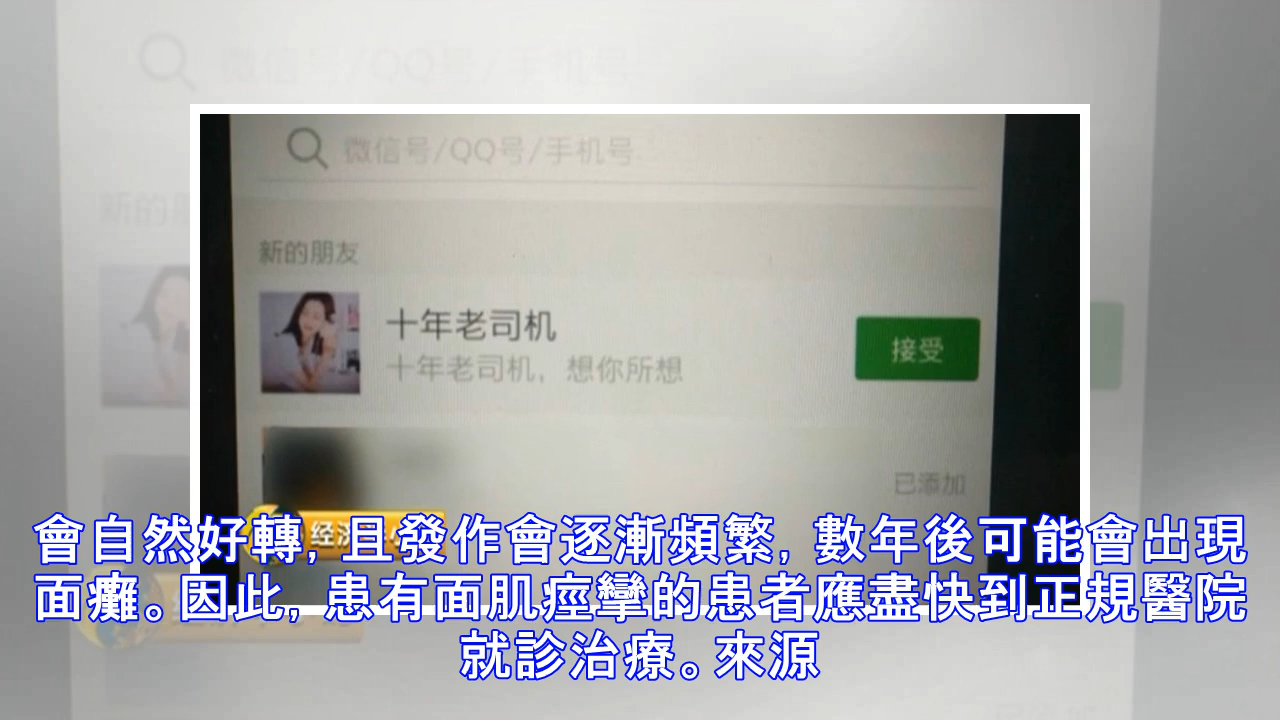 微信号/QQ号/手机号
新的朋友
十年老司机
十年老司机，想你所想
接受
已添加
经济
會自然好轉, 且發作會逐漸頻繁, 數年後可能會出現
面癱。因此, 患有面肌痙攣的患者應盡快到正規醫院
就診治療。來源